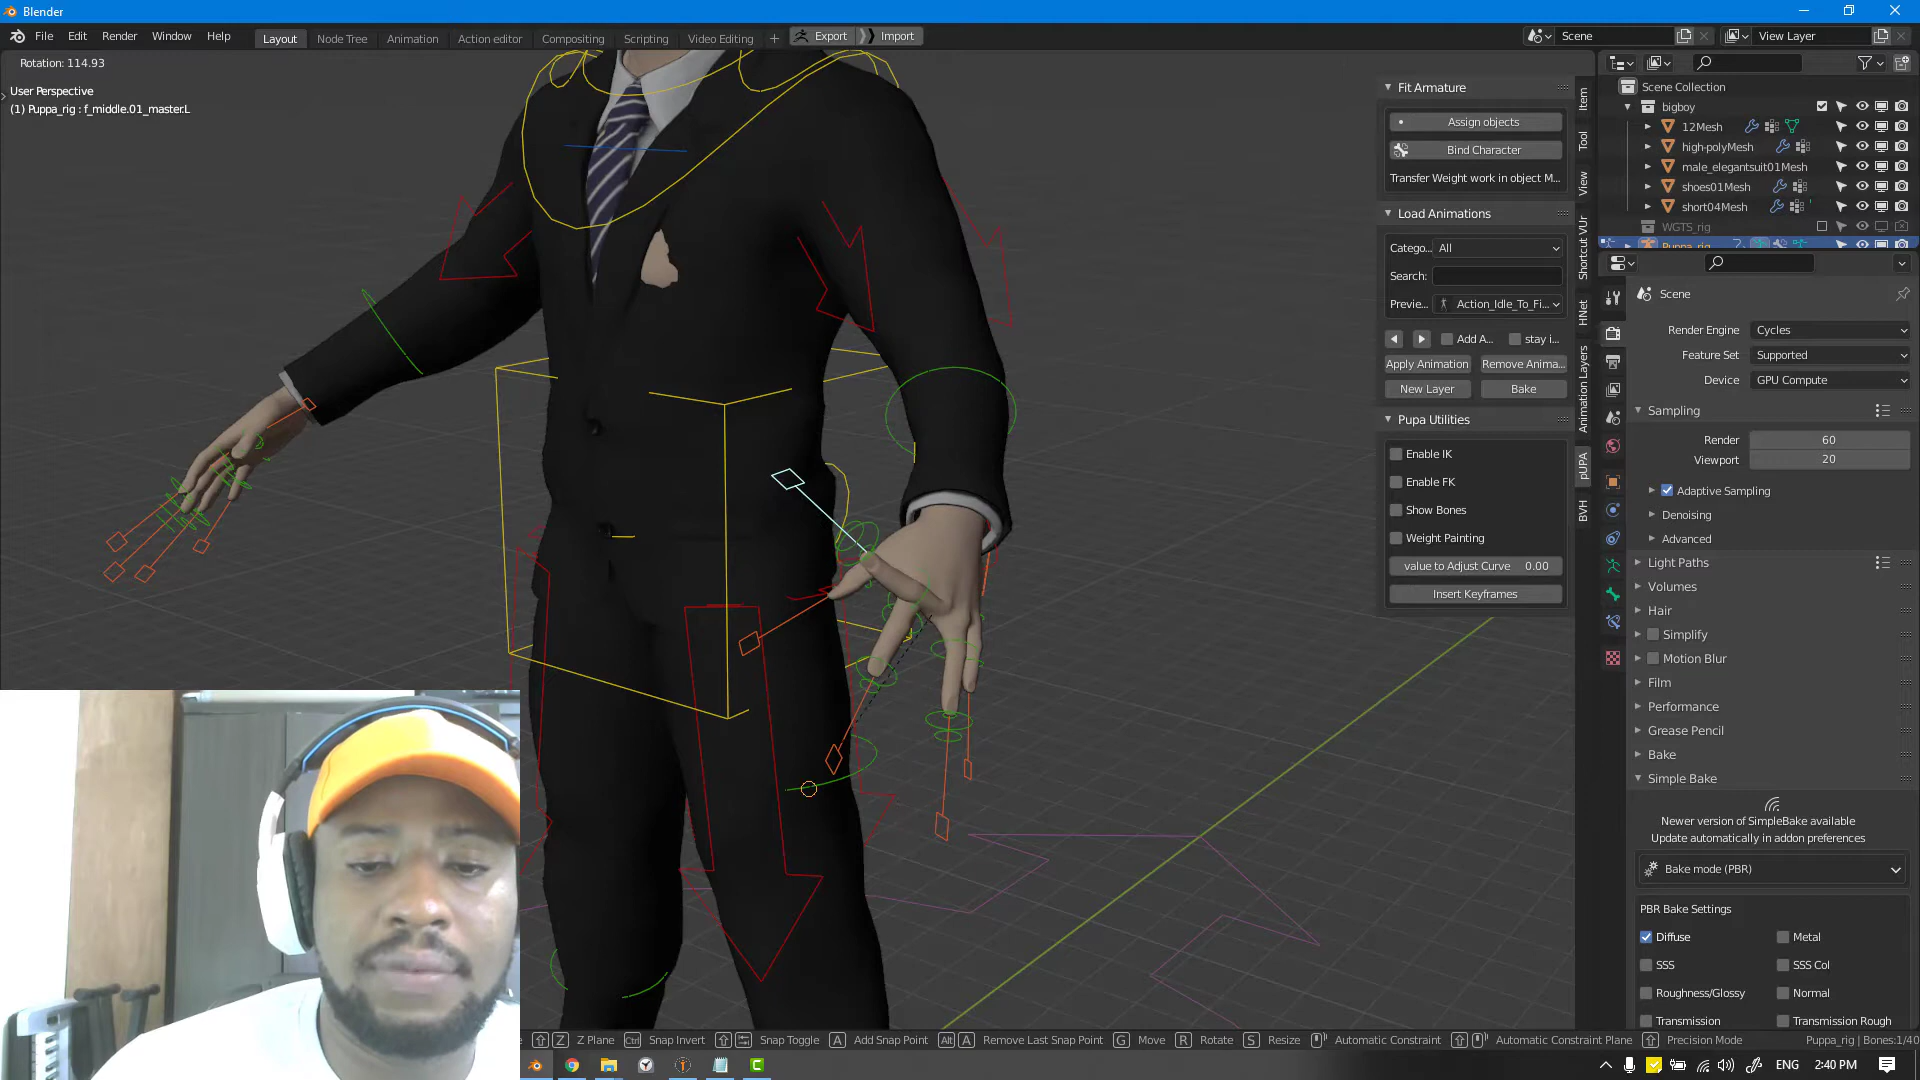 Blender
File Edit Render Window Help
Layout Node Tree Animation Action editor Compositing Scripting Video Editing + Export Import
Scene View Layer
Rotation: 114.93
User Perspective
(1) Puppa_rig : f_middle.01_master.L
Fit Armature
Assign objects
Bind Character
Transfer Weight work in object M...
Load Animations
Catego... All
Search:
Previe... Action_Idle_To_Fi...
Add A... stay i...
Apply Animation Remove Anima...
New Layer Bake
Pupa Utilities
Enable IK
Enable FK
Show Bones
Weight Painting
value to Adjust Curve 0.00
Insert Keyframes
Item
Tool
View
Shortcut VUr
HNet
Animation Layers
pUPA
BVH
Scene Collection
bigboy
12Mesh
high-polyMesh
male_elegantsuit01Mesh
shoes01Mesh
short04Mesh
WGTS_rig
Puppa_rig
Scene
Render Engine Cycles
Feature Set Supported
Device GPU Compute
Sampling
Render 60
Viewport 20
Adaptive Sampling
Denoising
Advanced
Light Paths
Volumes
Hair
Simplify
Motion Blur
Film
Performance
Grease Pencil
Bake
Simple Bake
Newer version of SimpleBake available
Update automatically in addon preferences
Bake mode (PBR)
PBR Bake Settings
Diffuse Metal
SSS SSS Col
Roughness/Glossy Normal
Transmission Transmission Rough
Z Z Plane Ctrl Snap Invert Snap Toggle A Add Snap Point Alt A Remove Last Snap Point G Move R Rotate S Resize Automatic Constraint Automatic Constraint Plane Precision Mode Puppa_rig | Bones:1/40
ENG 2:40 PM